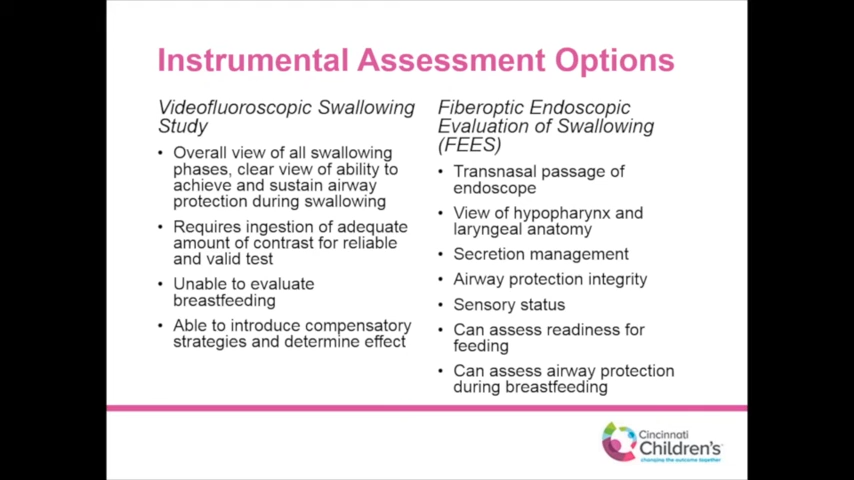 Instrumental Assessment Options
Videofluoroscopic Swallowing
Study
• Overall view of all swallowing
phases, clear view of ability to
achieve and sustain airway
protection during swallowing
• Requires ingestion of adequate
amount of contrast for reliable
and valid test
• Unable to evaluate
breastfeeding
• Able to introduce compensatory
strategies and determine effect
Fiberoptic Endoscopic
Evaluation of Swallowing
(FEES)
• Transnasal passage of
endoscope
• View of hypopharynx and
laryngeal anatomy
• Secretion management
• Airway protection integrity
• Sensory status
• Can assess readiness for
feeding
• Can assess airway protection
during breastfeeding
Cincinnati
Children's
changing the outcome together